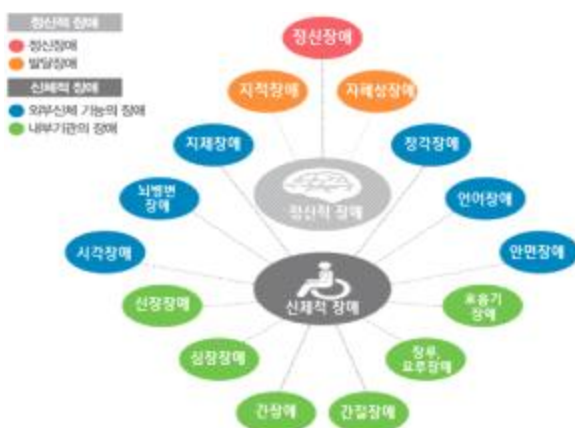 정신적 장애
정신장애
발달장애
신체적 장애
외부신체 기능의 장애
내부기관의 장애
정신장애
지적장애
자폐성장애
지체장애
청각장애
뇌병변
장애
정신적 장애
언어장애
시각장애
안면장애
신체적 장애
신장장애
호흡기
장애
심장장애
장루,
요루장애
간장애
간질장애